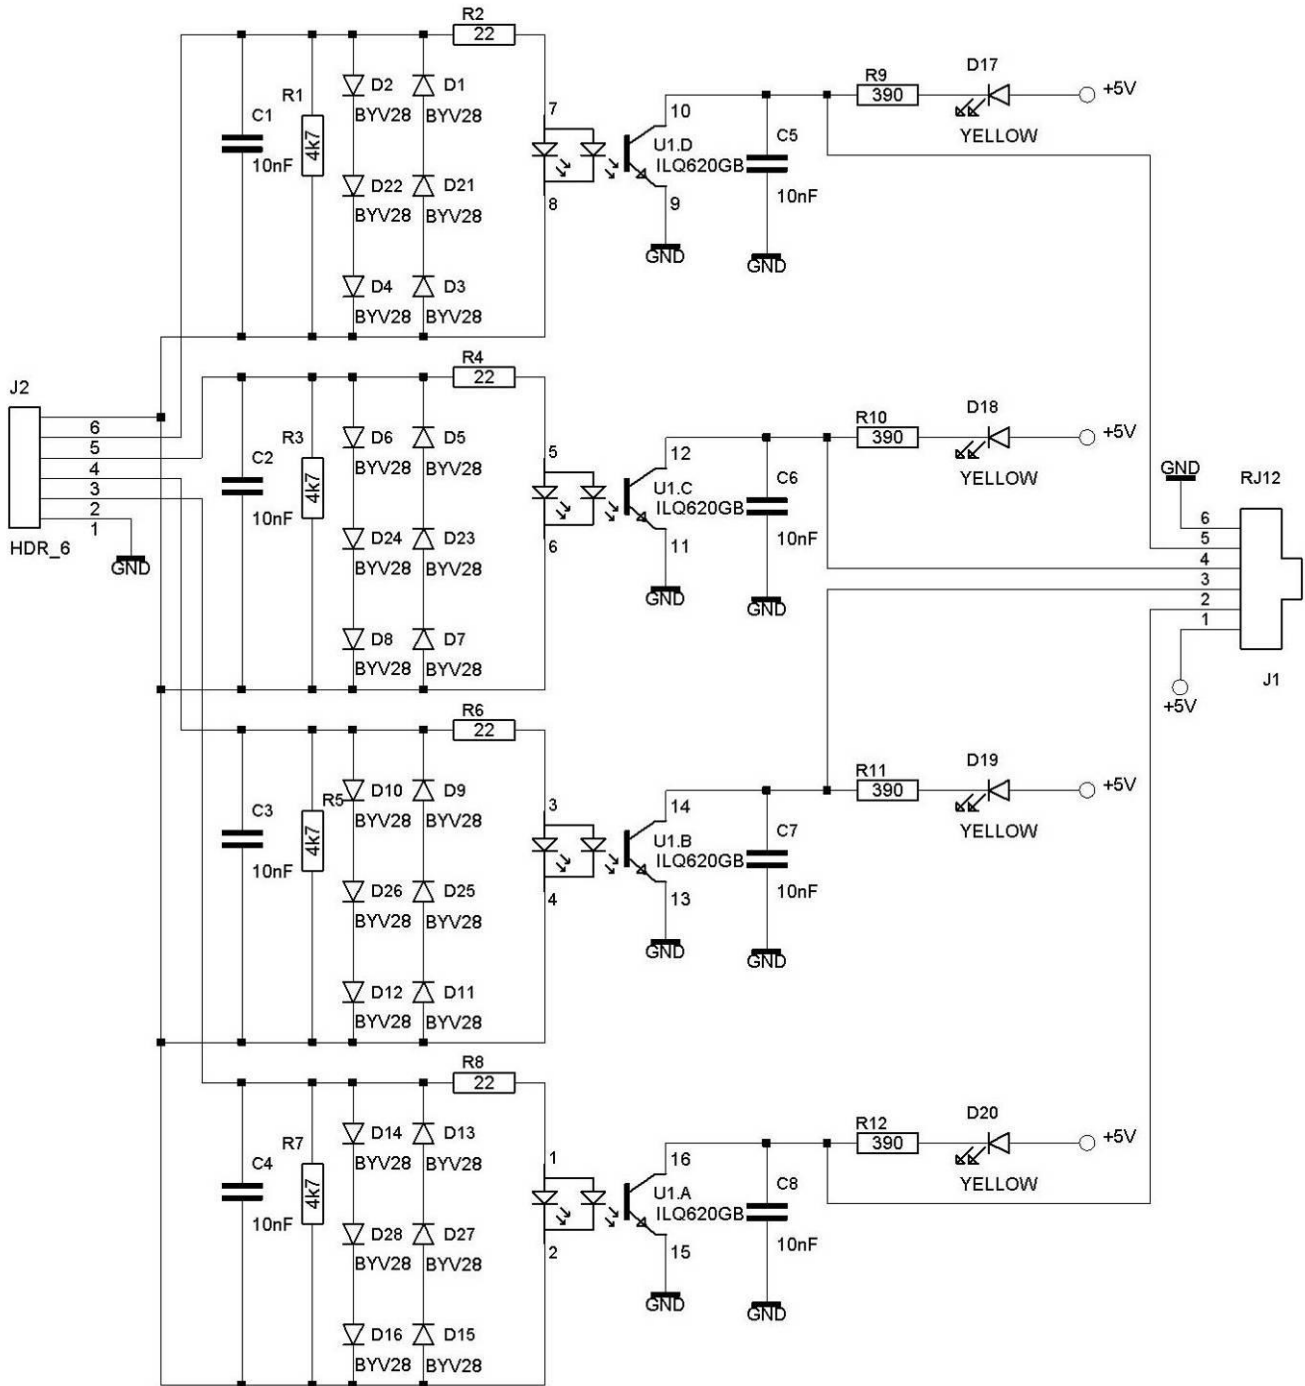 R2
22
D2
BYV28
D1
BYV28
R1
4k7
C1
10nF
D22
BYV28
D21
BYV28
D4
BYV28
D3
BYV28
7
8
10
U1.D
ILQ620GB
9
GND
C5
10nF
GND
R9
390
D17
YELLOW
+5V
J2
6
5
4
3
2
1
HDR_6
GND
R4
22
D6
BYV28
D5
BYV28
R3
4k7
C2
10nF
D24
BYV28
D23
BYV28
D8
BYV28
D7
BYV28
5
6
12
U1.C
ILQ620GB
11
GND
C6
10nF
GND
R10
390
D18
YELLOW
+5V
GND
RJ12
6
5
4
3
2
1
J1
+5V
R6
22
D10
BYV28
D9
BYV28
R5
4k7
C3
10nF
D26
BYV28
D25
BYV28
D12
BYV28
D11
BYV28
3
4
14
U1.B
ILQ620GB
13
GND
C7
10nF
GND
R11
390
D19
YELLOW
+5V
R8
22
D14
BYV28
D13
BYV28
R7
4k7
C4
10nF
D28
BYV28
D27
BYV28
D16
BYV28
D15
BYV28
1
2
16
U1.A
ILQ620GB
15
GND
C8
10nF
GND
R12
390
D20
YELLOW
+5V